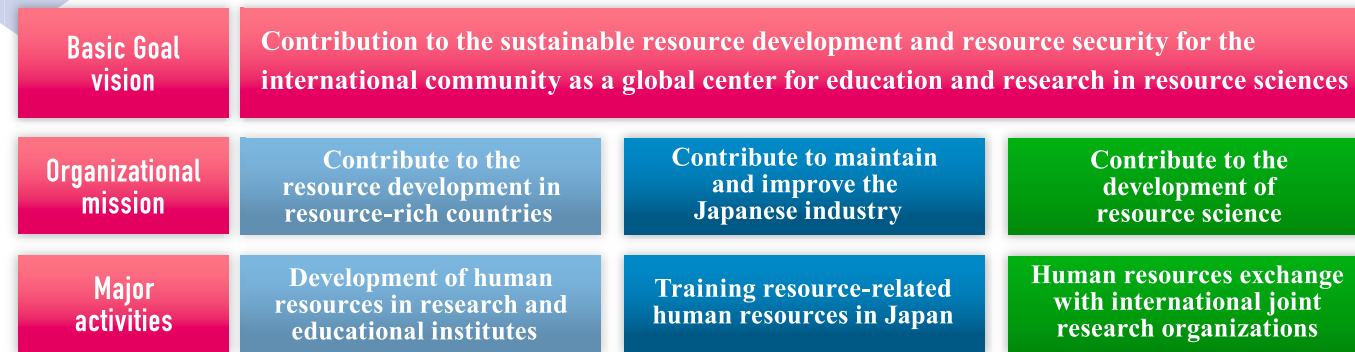 Basic Goal
vision
Contribution to the sustainable resource development and resource security for the
international community as a global center for education and research in resource sciences
Organizational
mission
Contribute to the
resource development in
resource-rich countries
Contribute to maintain
and improve the
Japanese industry
Contribute to the
development of
resource science
Major
activities
Development of human
resources in research and
educational institutes
Training resource-related
human resources in Japan
Human resources exchange
with international joint
research organizations